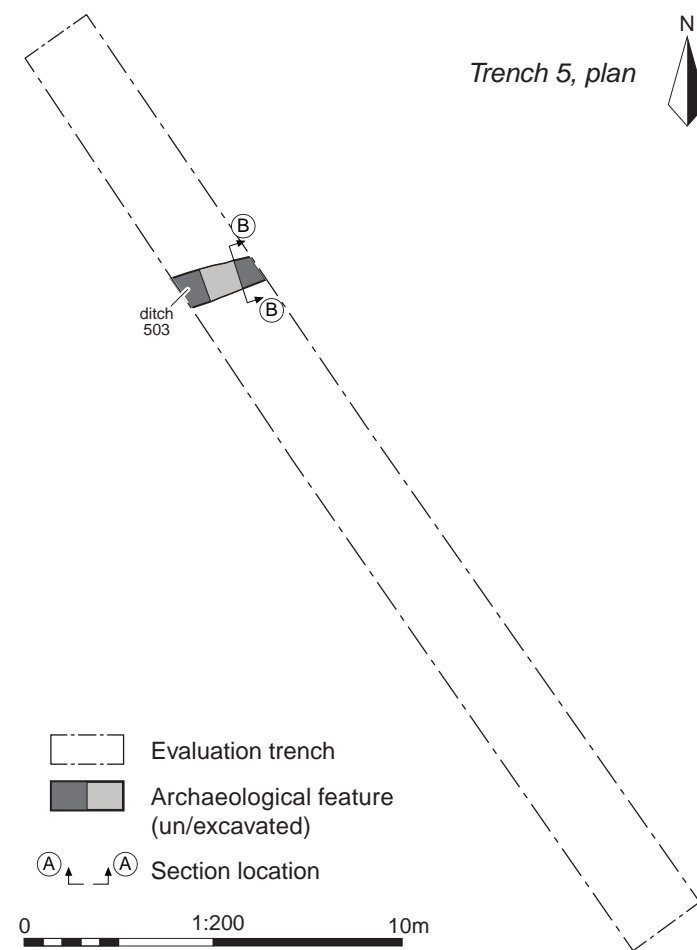 N
Trench 5, plan
B
ditch
503
B
Evaluation trench
Archaeological feature
(un/excavated)
A A Section location
0 1:200 10m